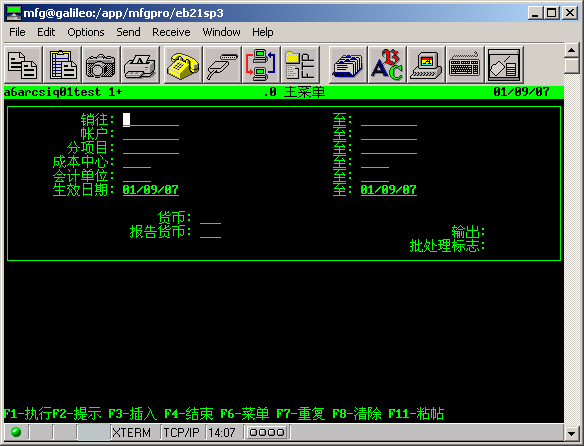 mfg@galileo:/app/mfgpro/eb21sp3
File Edit Options Send Receive Window Help
a6arcsiq01test 1+ .0 主菜单 01/09/07
销往: 至:
帐户: 至:
分项目: 至:
成本中心: 至:
会计单位: 至:
生效日期: 01/09/07 至: 01/09/07
货币:
报告货币: 输出:
批处理标志:
F1-执行F2-提示 F3-插入 F4-结束 F6-菜单 F7-重复 F8-清除 F11-粘帖
XTERM TCP/IP 14:07